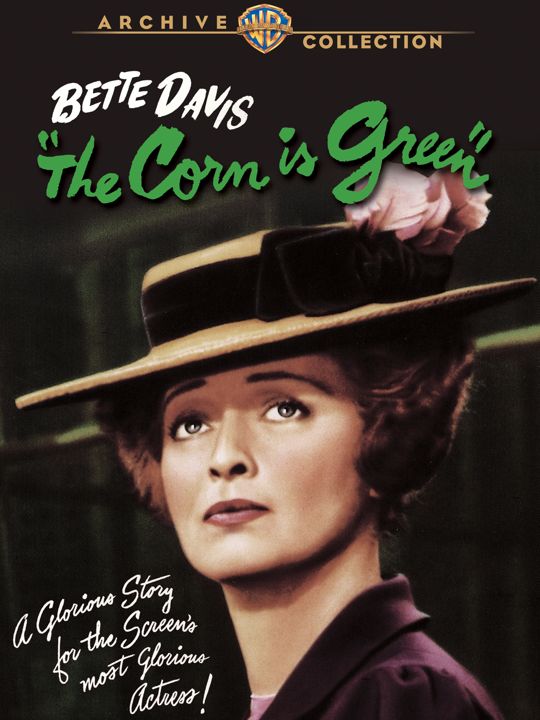 ARCHIVE WB COLLECTION
BETTE DAVIS
"The Corn is Green"
A Glorious Story
for the Screen's
most Glorious
Actress!